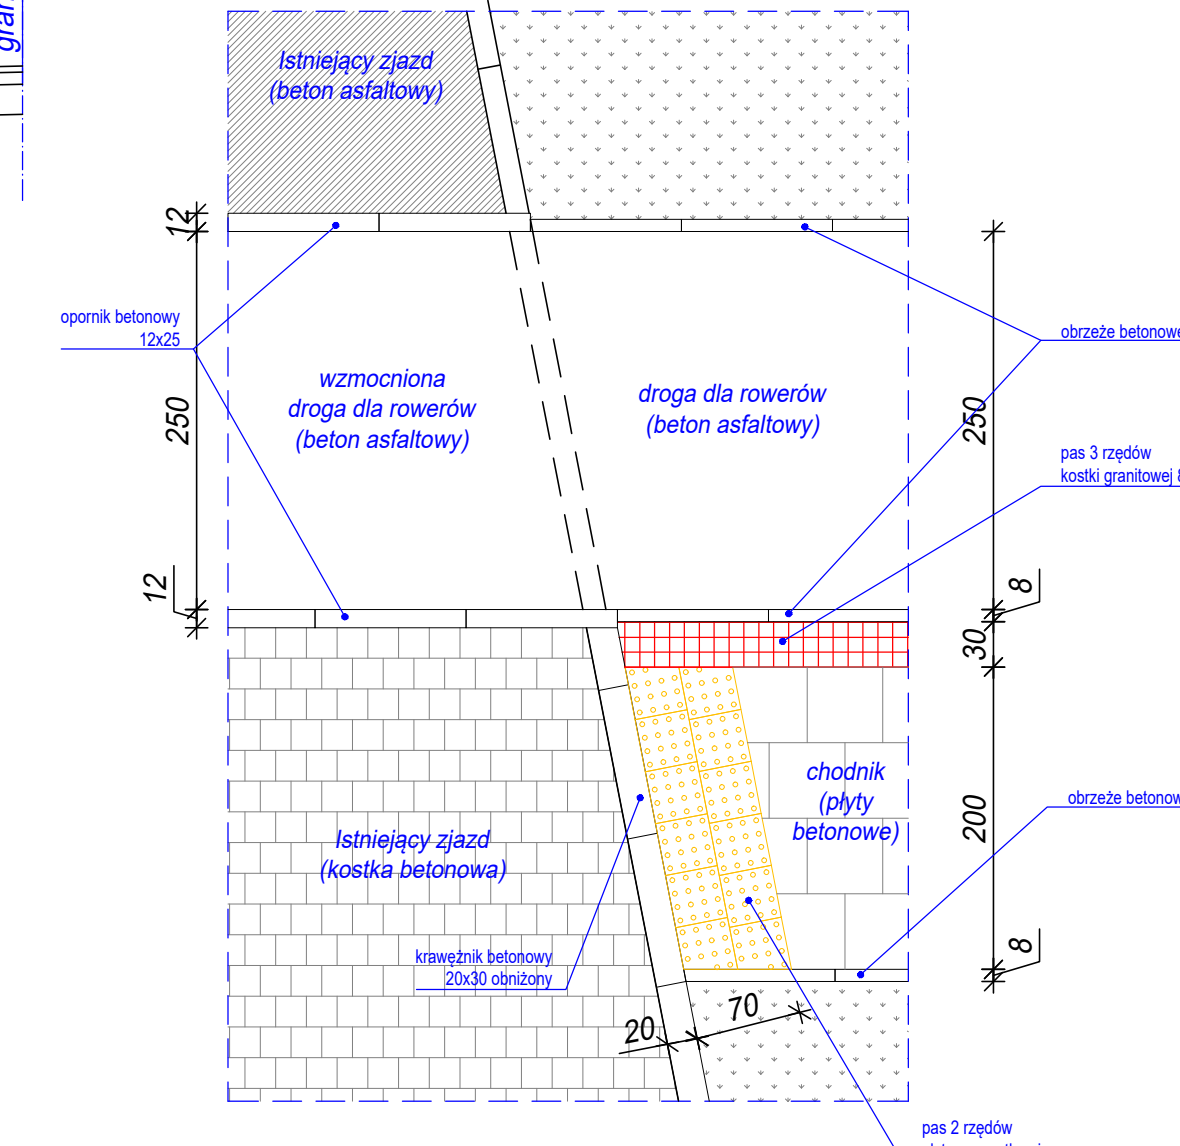 Istniejący zjazd
(beton asfaltowy)
12
opornik betonowy
12x25
250
wzmocniona
droga dla rowerów
(beton asfaltowy)
droga dla rowerów
(beton asfaltowy)
250
obrzeże betonowe
pas 3 rzędów
kostki granitowej
12
8
30
chodnik
(płyty
betonowe)
200
obrzeże
Istniejący zjazd
(kostka betonowa)
krawężnik betonowy
20x30 obniżony
8
20
70
pas 2 rzędów